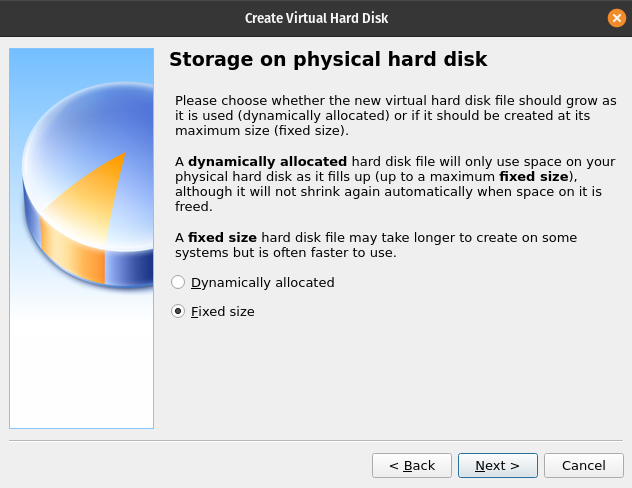 Create Virtual Hard Disk
Storage on physical hard disk
Please choose whether the new virtual hard disk file should grow as
it is used (dynamically allocated) or if it should be created at its
maximum size (fixed size).
A dynamically allocated hard disk file will only use space on your
physical hard disk as it fills up (up to a maximum fixed size),
although it will not shrink again automatically when space on it is
freed.
A fixed size hard disk file may take longer to create on some
systems but is often faster to use.
Dynamically allocated
Fixed size
< Back
Next >
Cancel